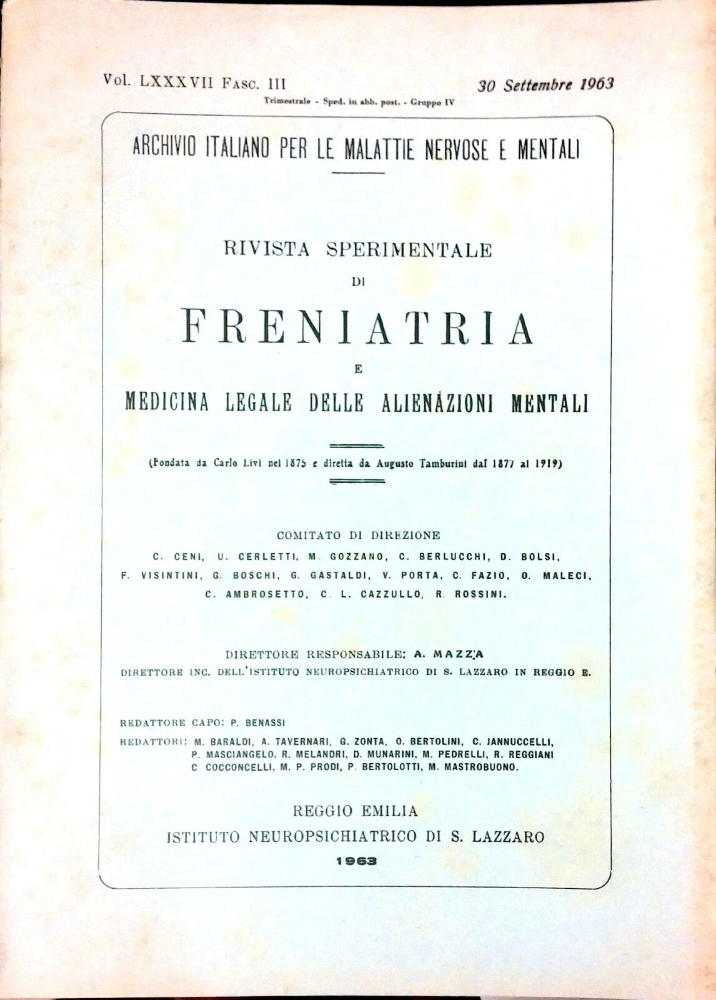 Vol. LXXXVII Fasc. III
30 Settembre 1963
Trimestrale - Sped. in abb. post. - Gruppo IV
ARCHIVIO ITALIANO PER LE MALATTIE NERVOSE E MENTALI
RIVISTA SPERIMENTALE
DI
FRENIATRIA
E
MEDICINA LEGALE DELLE ALIENAZIONI MENTALI
(Fondata da Carlo Livi nel 1875 e diretta da Augusto Tamburini dal 1877 al 1919)
COMITATO DI DIREZIONE
C. CENI, U. CERLETTI, M. GOZZANO, C. BERLUCCHI, D. BOLSI,
F. VISINTINI, G. BOSCHI, G. GASTALDI, V. PORTA, C. FAZIO, O. MALECI,
C. AMBROSETTO, C. L. CAZZULLO, R. ROSSINI.
DIRETTORE RESPONSABILE: A. MAZZA
DIRETTORE INC. DELL'ISTITUTO NEUROPSICHIATRICO DI S. LAZZARO IN REGGIO E.
REDATTORE CAPO: P. BENASSI
REDATTORI: M. BARALDI, A. TAVERNARI, G. ZONTA, O. BERTOLINI, C. JANNUCCELLI,
P. MASCIANGELO, R. MELANDRI, D. MUNARINI, M. PEDRELLI, R. REGGIANI
C COCCONCELLI, M. P. PRODI, P. BERTOLOTTI, M. MASTROBUONO.
REGGIO EMILIA
ISTITUTO NEUROPSICHIATRICO DI S. LAZZARO
1963